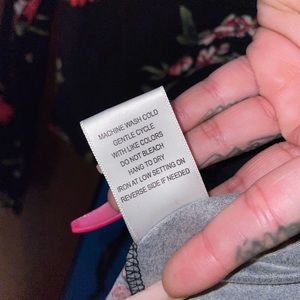 MACHINE WASH COLD
GENTLE CYCLE
WITH LIKE COLORS
DO NOT BLEACH
HANG TO DRY
IRON AT LOW SETTING ON
REVERSE SIDE IF NEEDED